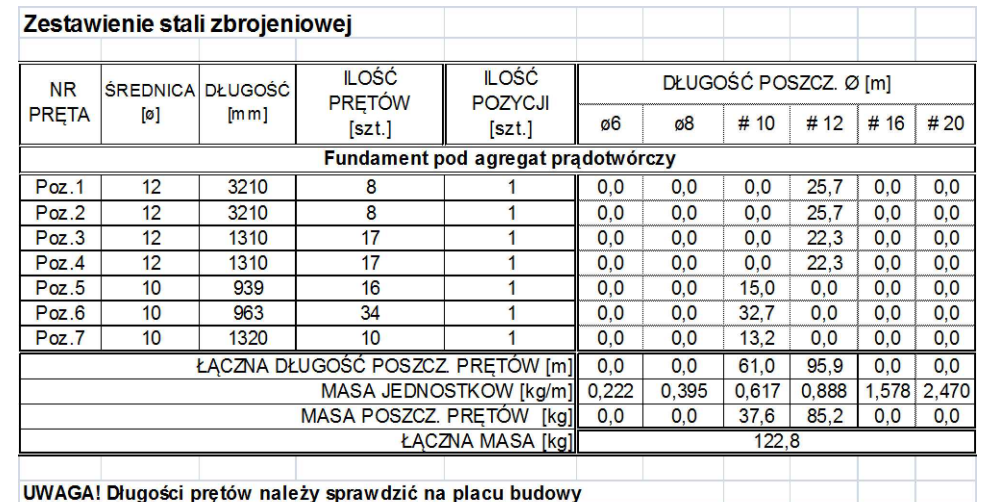 Zestawienie stali zbrojeniowej
NR PRĘTA ŚREDNICA [ø] DŁUGOŚĆ [mm] ILOŚĆ PRĘTÓW [szt.] ILOŚĆ POZYCJI [szt.] DŁUGOŚĆ POSZCZ. Ø [m]
ø6 ø8 # 10 # 12 # 16 # 20
Fundament pod agregat prądotwórczy
Poz.1 12 3210 8 1 0,0 0,0 0,0 25,7 0,0 0,0
Poz.2 12 3210 8 1 0,0 0,0 0,0 25,7 0,0 0,0
Poz.3 12 1310 17 1 0,0 0,0 0,0 22,3 0,0 0,0
Poz.4 12 1310 17 1 0,0 0,0 0,0 22,3 0,0 0,0
Poz.5 10 939 16 1 0,0 0,0 15,0 0,0 0,0 0,0
Poz.6 10 963 34 1 0,0 0,0 32,7 0,0 0,0 0,0
Poz.7 10 1320 10 1 0,0 0,0 13,2 0,0 0,0 0,0
ŁĄCZNA DŁUGOŚĆ POSZCZ. PRĘTÓW [m] 0,0 0,0 61,0 95,9 0,0 0,0
MASA JEDNOSTKOW [kg/m] 0,222 0,395 0,617 0,888 1,578 2,470
MASA POSZCZ. PRĘTÓW [kg] 0,0 0,0 37,6 85,2 0,0 0,0
ŁĄCZNA MASA [kg] 122,8
UWAGA! Długości prętów należy sprawdzić na placu budowy